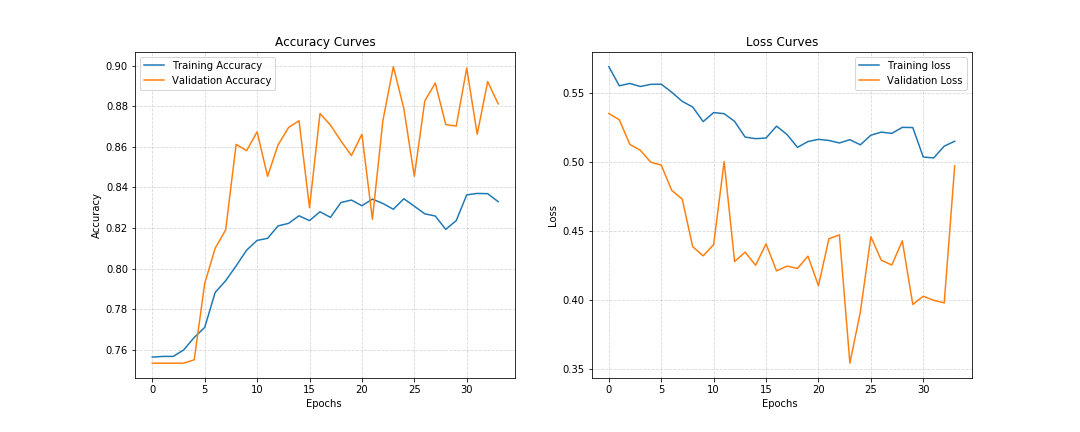 Accuracy Curves
Training Accuracy
Validation Accuracy
0.90
0.88
0.86
0.84
0.82
0.80
0.78
0.76
Accuracy
0 5 10 15 20 25 30
Epochs
Loss Curves
Training loss
Validation Loss
0.55
0.50
0.45
0.40
0.35
Loss
0 5 10 15 20 25 30
Epochs